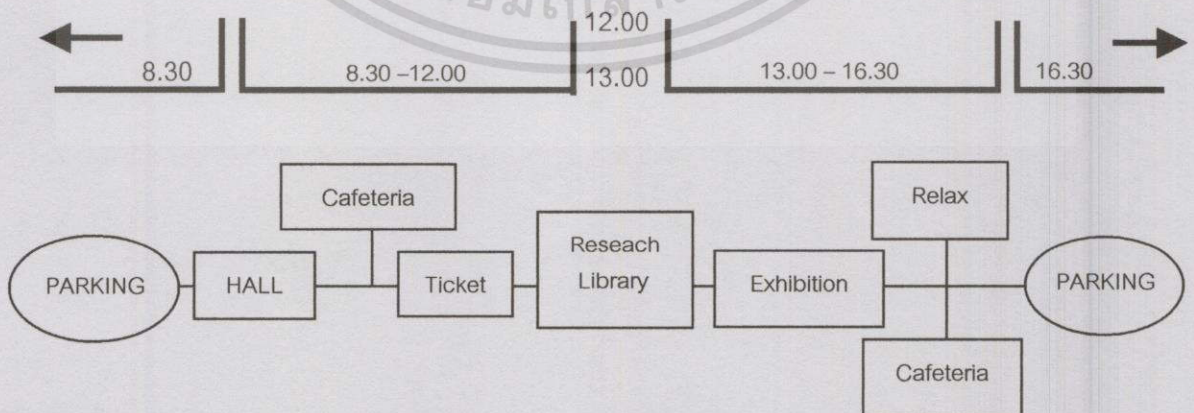 12.00
8.30
8.30 –12.00
13.00
13.00 – 16.30
16.30
Cafeteria
Relax
Reseach
Library
PARKING
HALL
Ticket
Exhibition
PARKING
Cafeteria